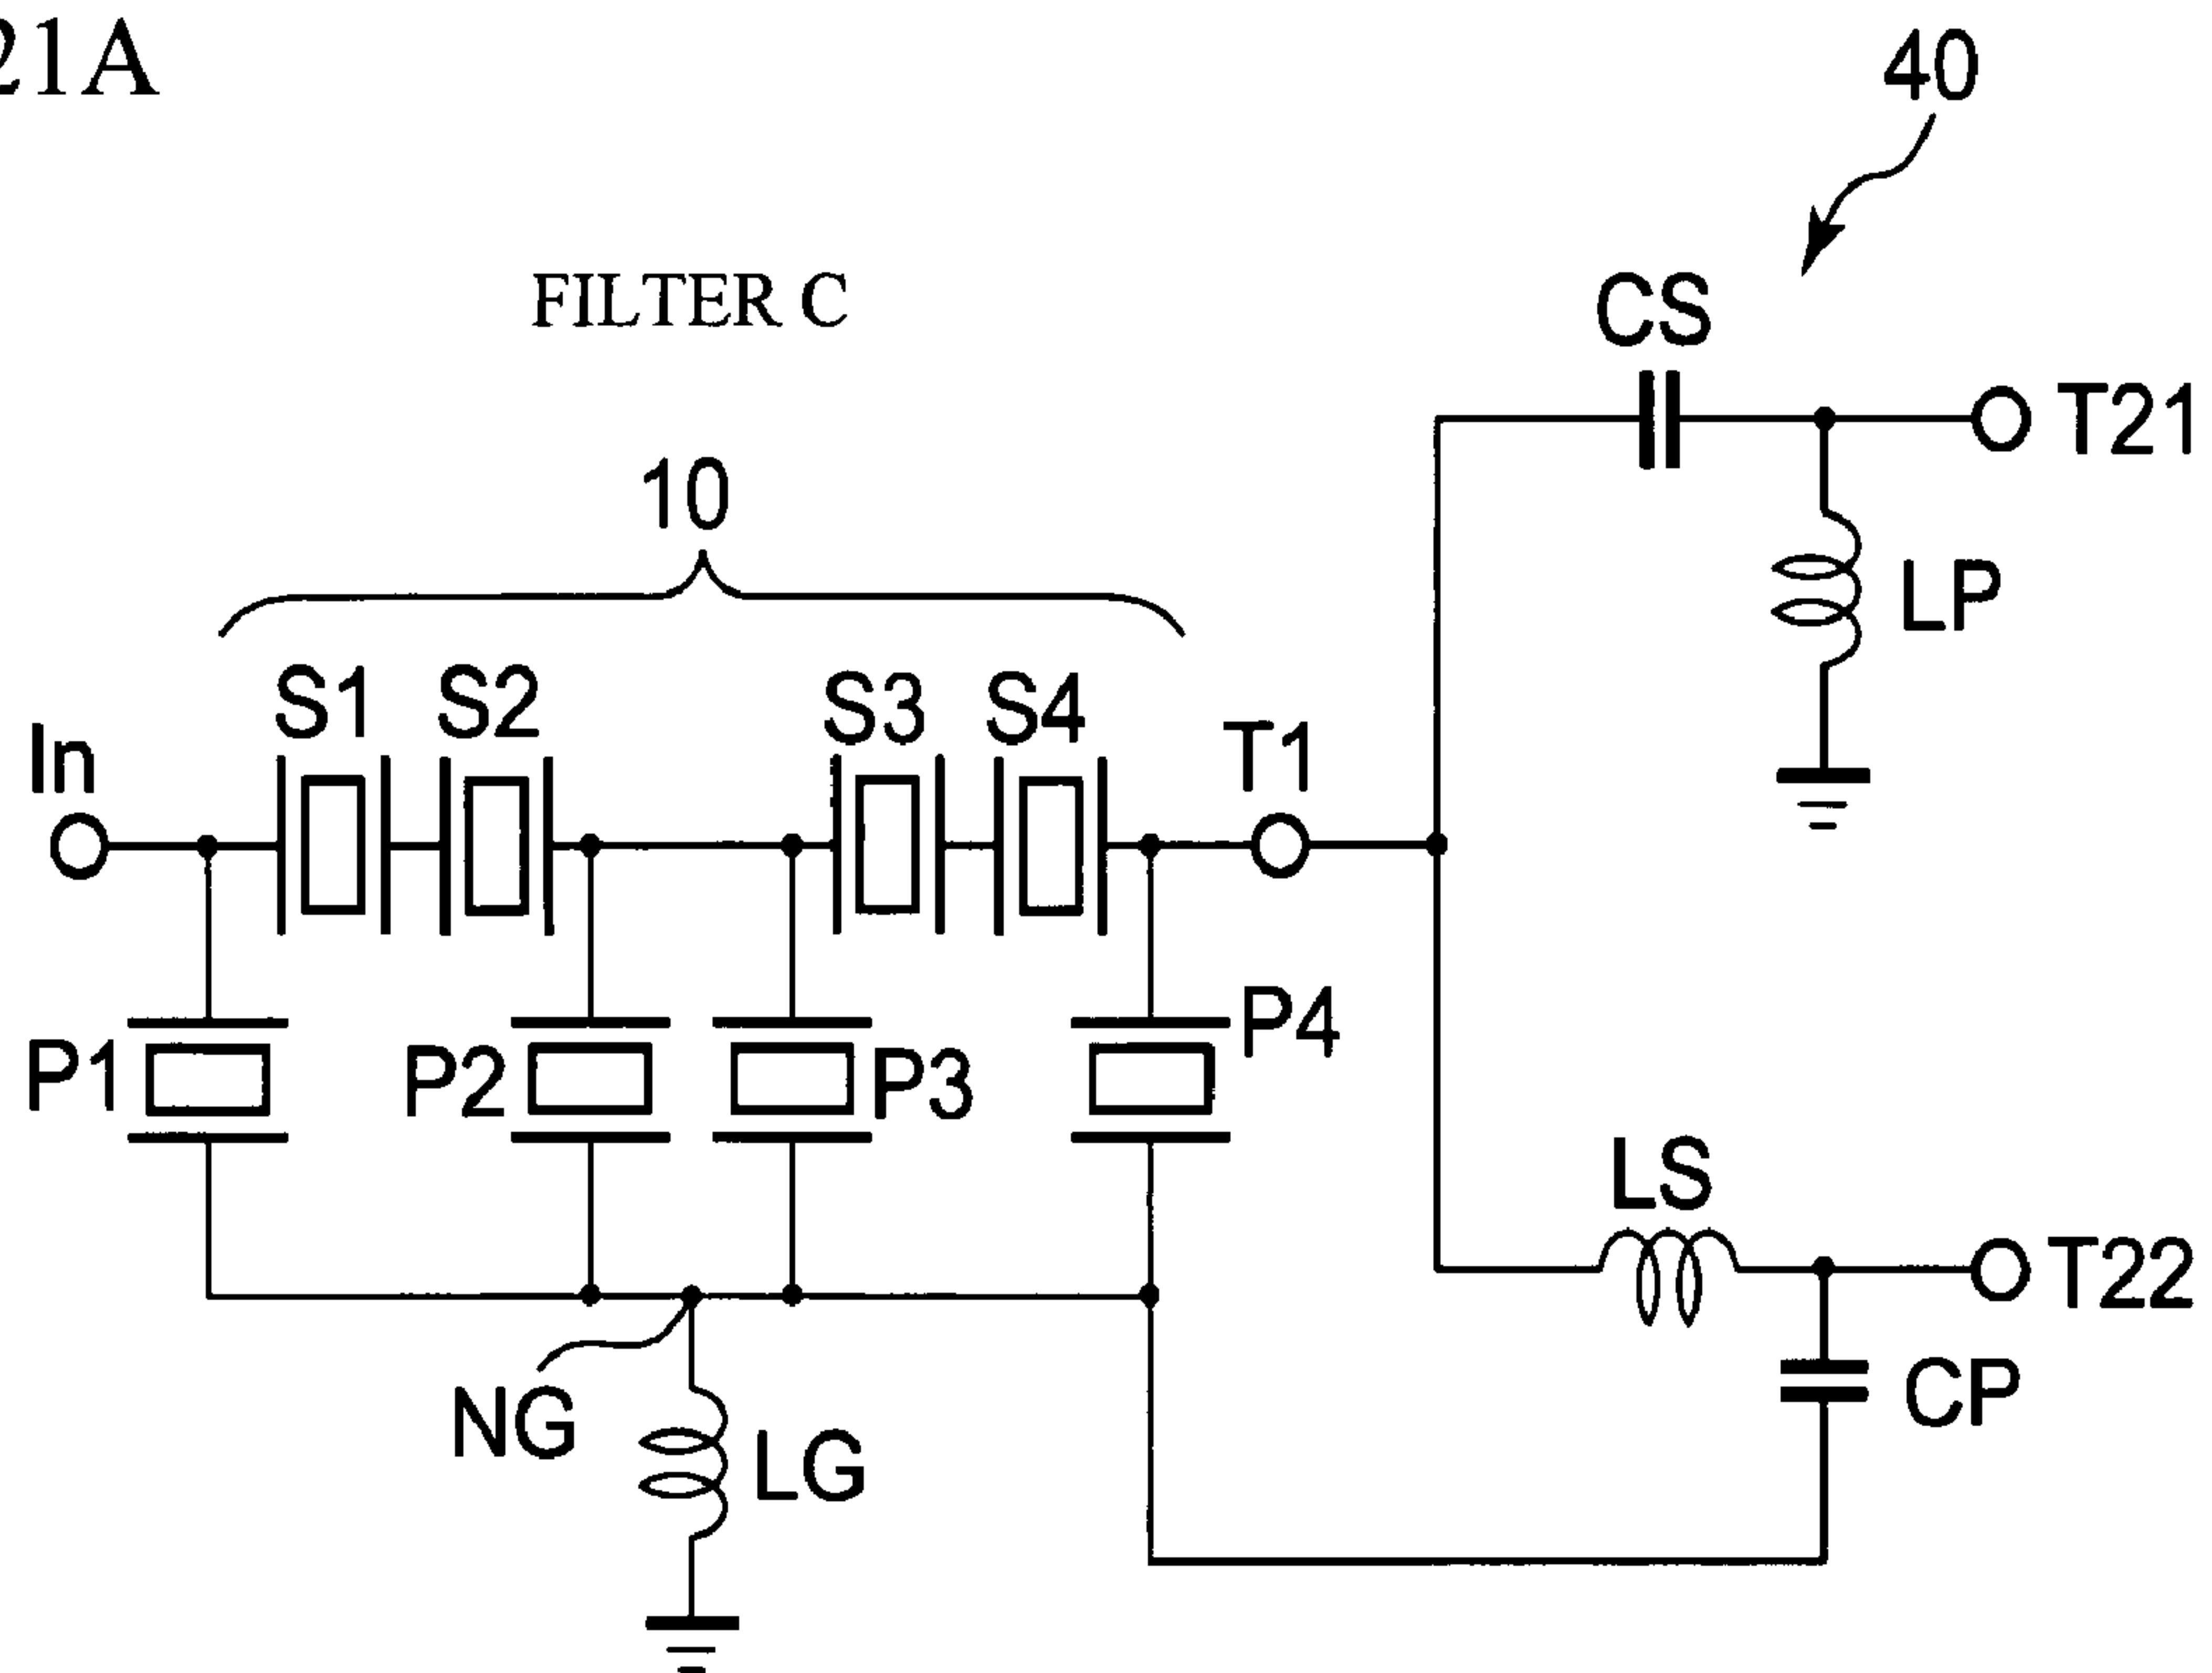 21A
40
FILTER C
CS
T21
10
LP
S1 S2 S3 S4
In
T1
P1 P2 P3 P4
LS
T22
NG LG
CP